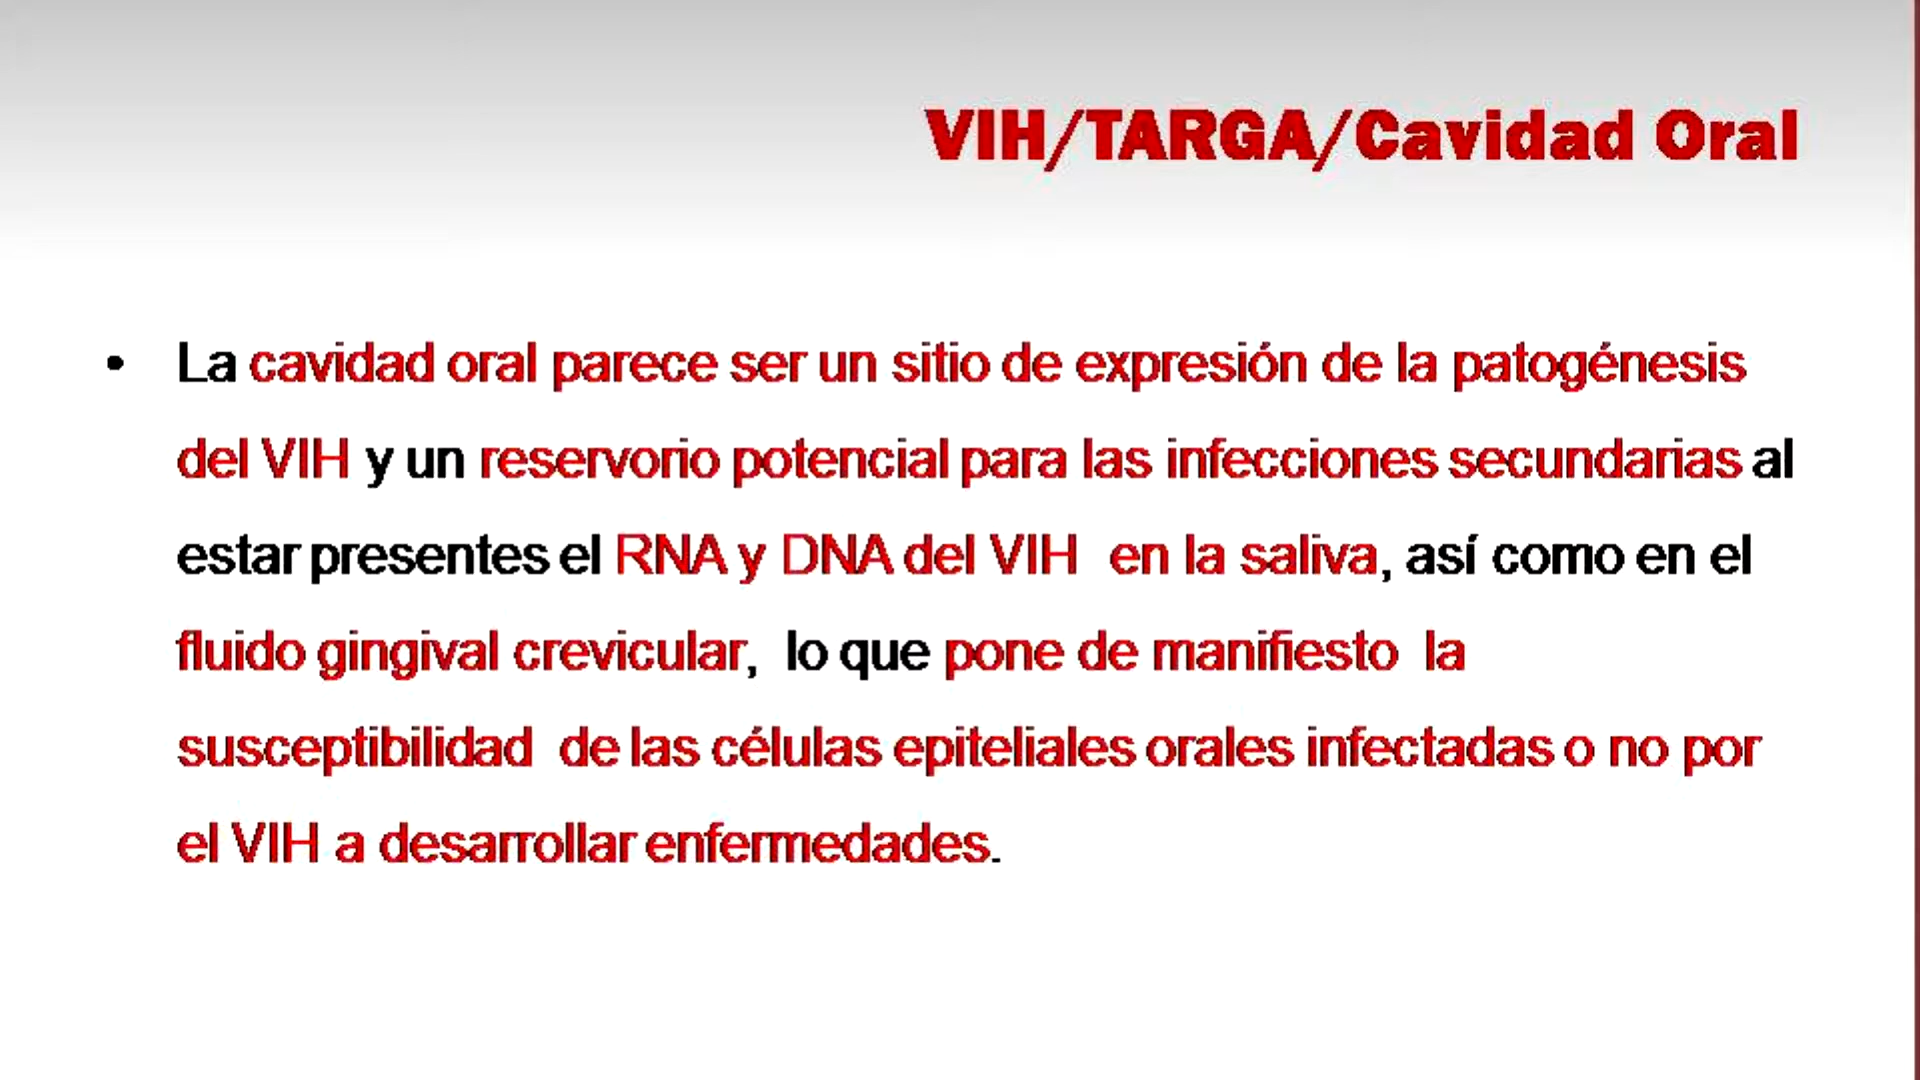 VIH/TARGA/Cavidad Oral
• La cavidad oral parece ser un sitio de expresión de la patogénesis
del VIH y un reservorio potencial para las infecciones secundarias al
estar presentes el RNA y DNA del VIH en la saliva, así como en el
fluido gingival crevicular, lo que pone de manifiesto la
susceptibilidad de las células epiteliales orales infectadas o no por
el VIH a desarrollar enfermedades.